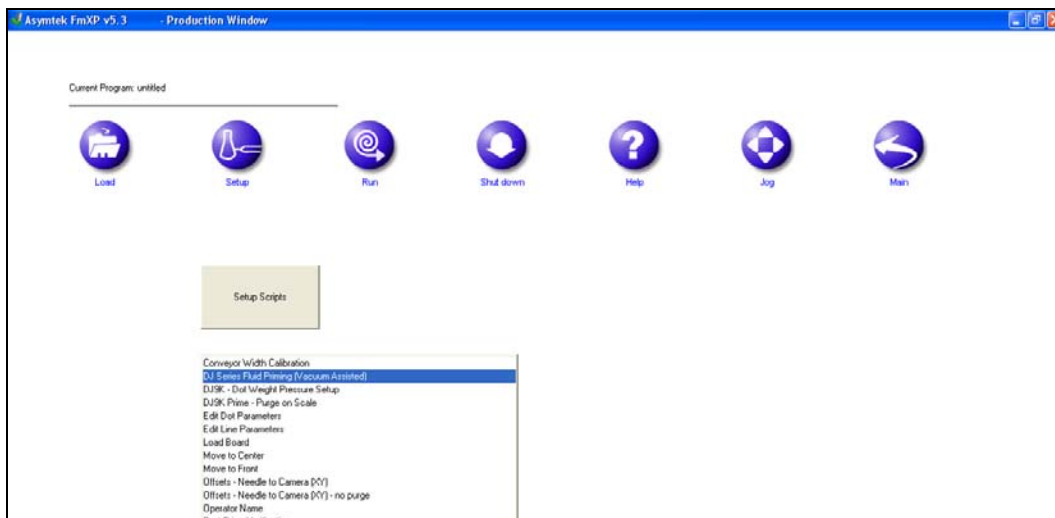 Asymtek FmXP v5.3 - Production Window
Current Program: untitled
Load Setup Run Shut down Help Jog Main
Setup Scripts
Conveyor Width Calibration
DJ Series Fluid Priming (Vacuum Assisted)
DJ9K - Dot Weight Pressure Setup
DJ9K Prime - Purge on Scale
Edit Dot Parameters
Edit Line Parameters
Load Board
Move to Center
Move to Front
Offsets - Needle to Camera (XY)
Offsets - Needle to Camera (XY) - no purge
Operator Name